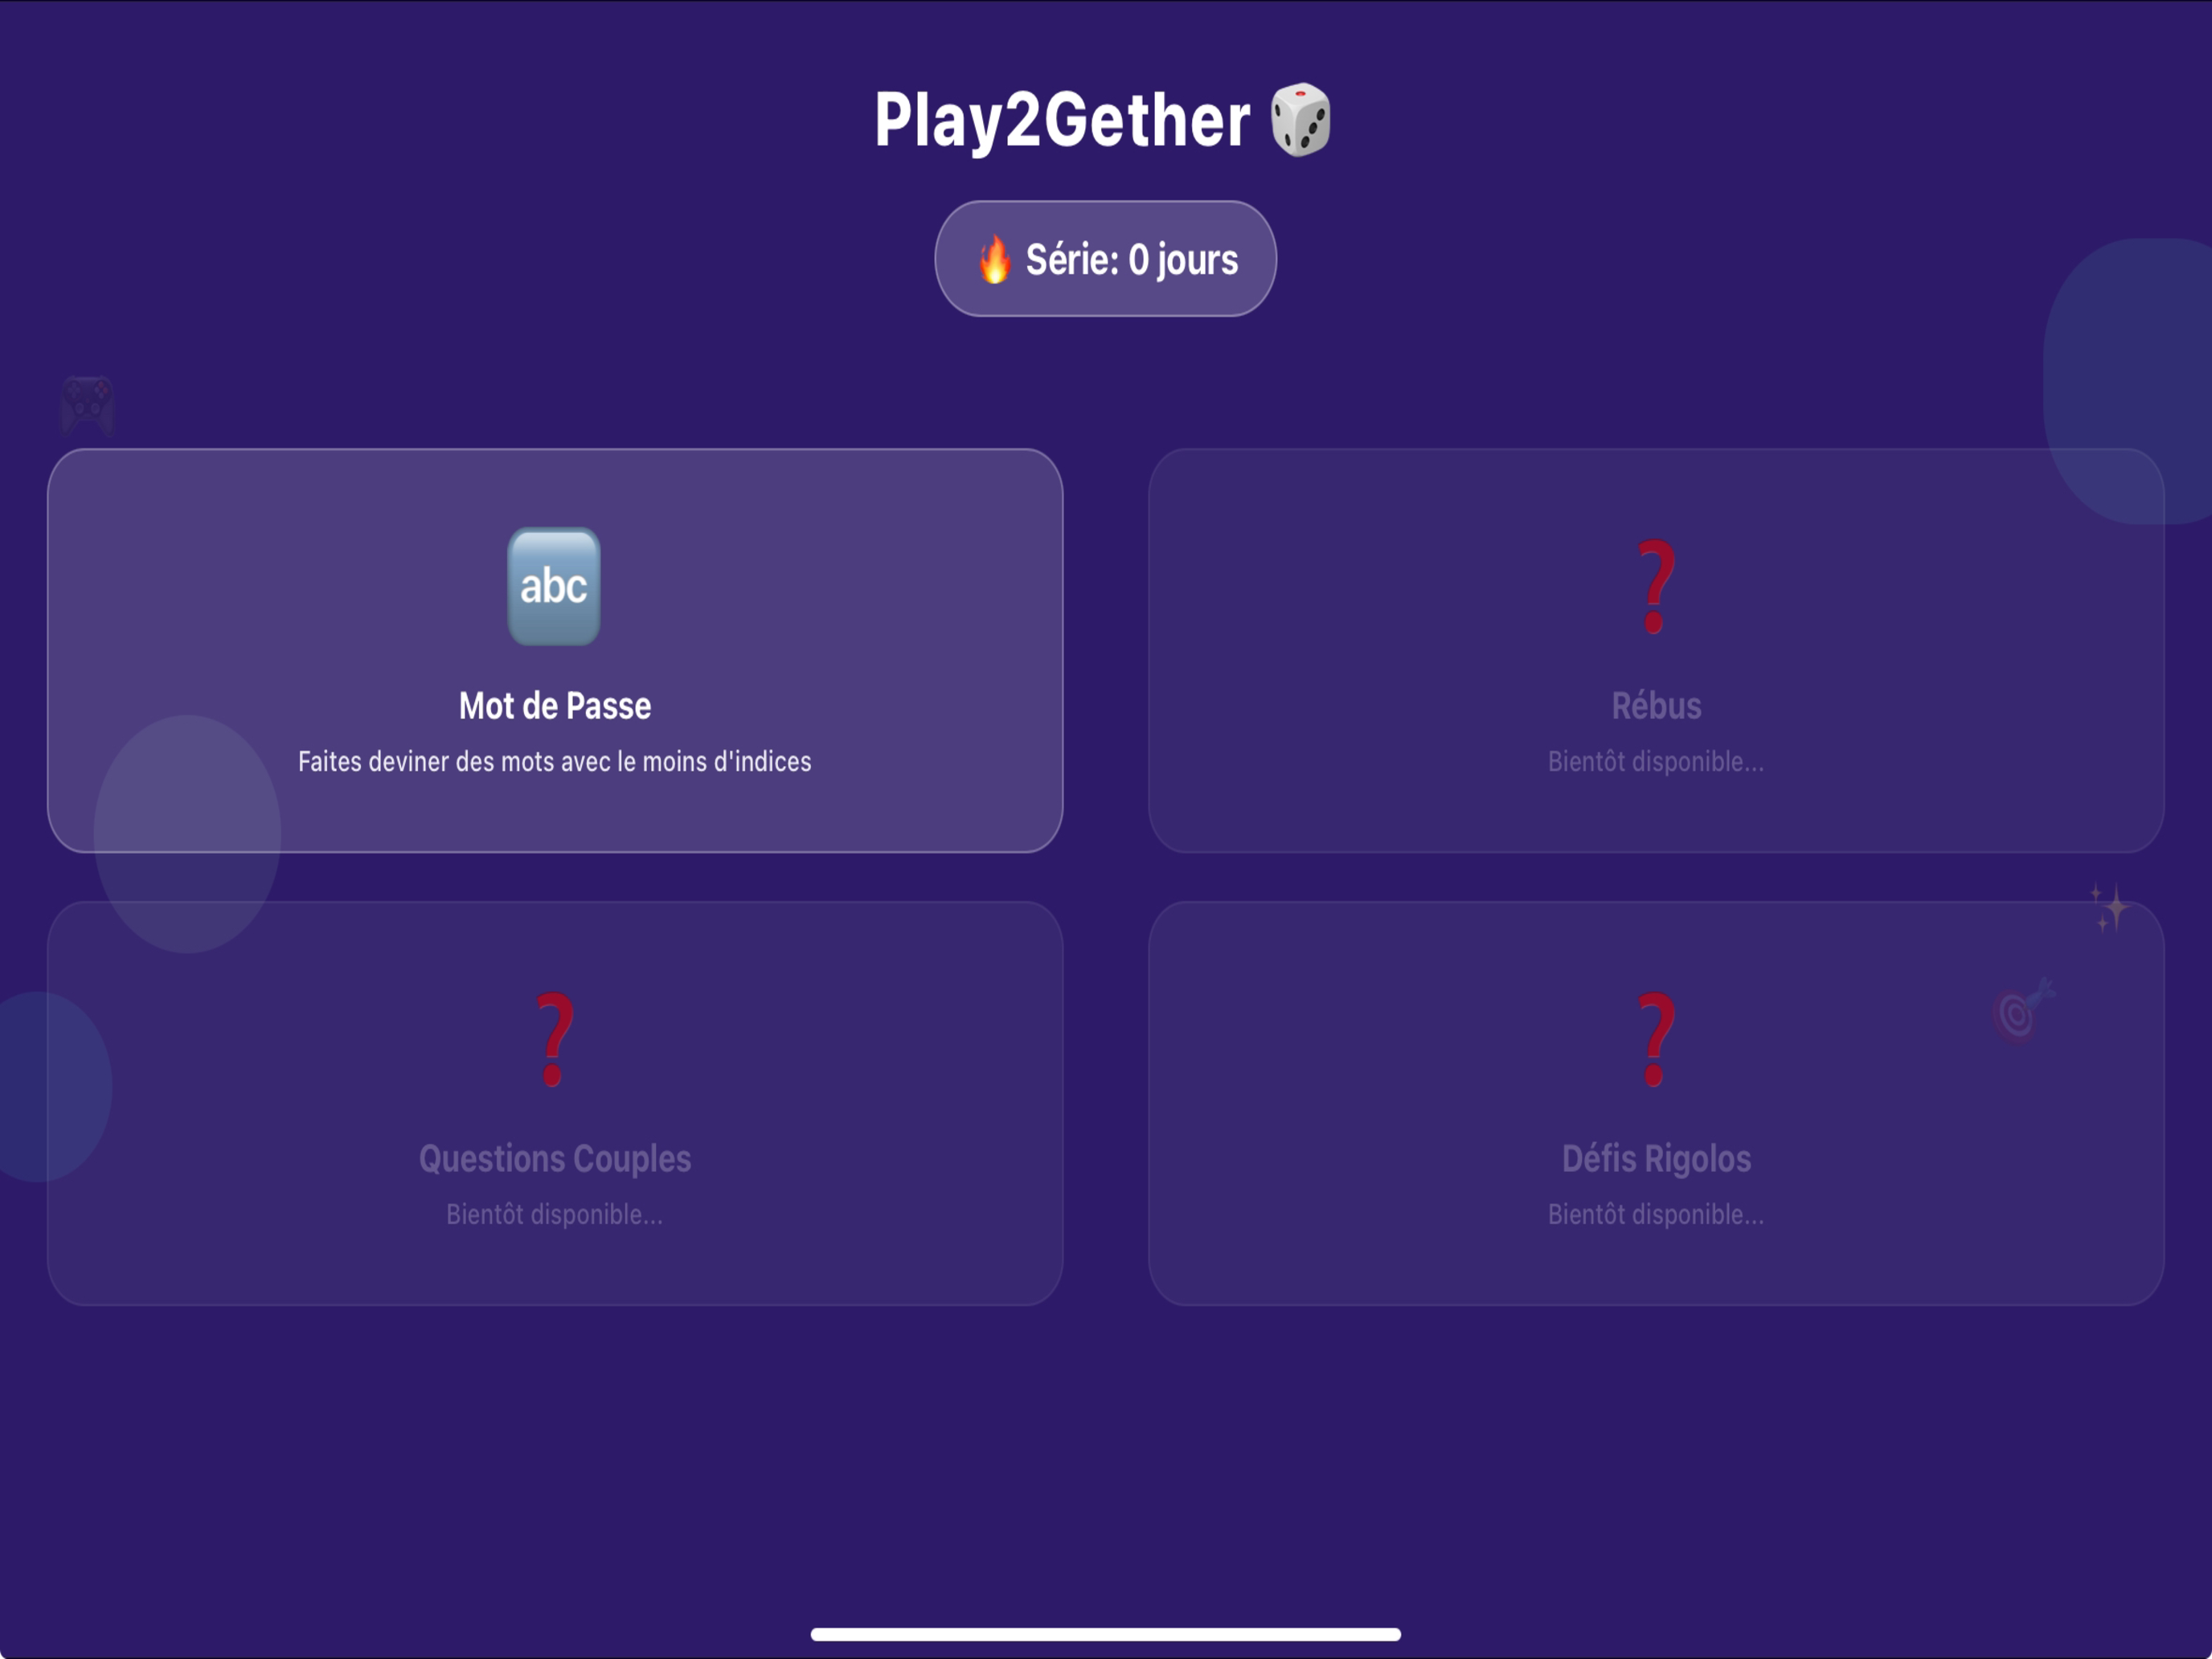 Play2Gether 🎲
🔥 Série: 0 jours
abc
Mot de Passe
Faites deviner des mots avec le moins d'indices
❓
Rébus
Bientôt disponible...
❓
Questions Couples
Bientôt disponible...
❓
Défis Rigolos
Bientôt disponible...